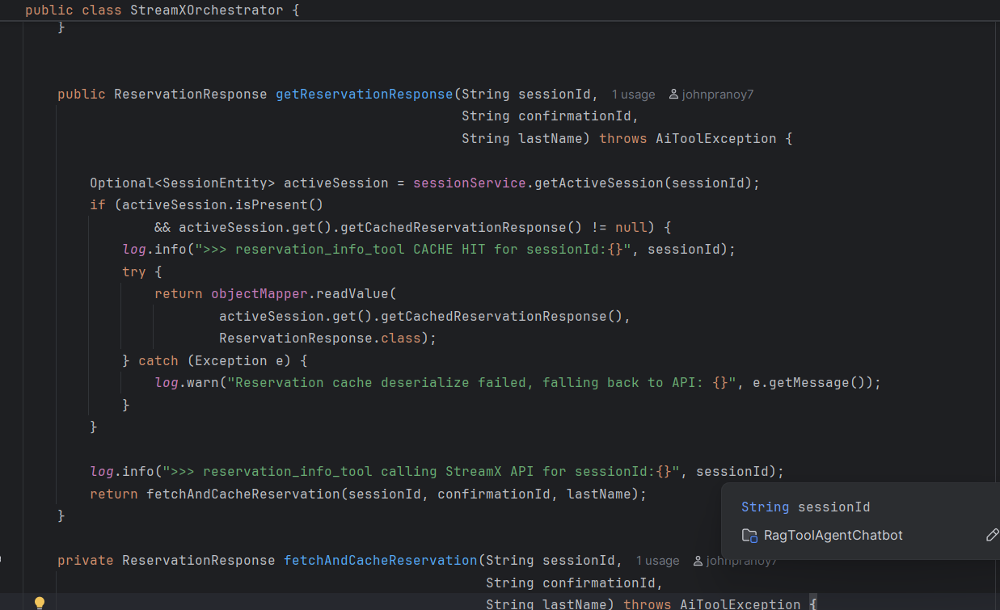 public class StreamXOrchestrator {
}
public ReservationResponse getReservationResponse(String sessionId, 1 usage johnpranoy7
String confirmationId,
String lastName) throws AiToolException {
Optional<SessionEntity> activeSession = sessionService.getActiveSession(sessionId);
if (activeSession.isPresent()
&& activeSession.get().getCachedReservationResponse() != null) {
log.info(">>> reservation_info_tool CACHE HIT for sessionId:{}", sessionId);
try {
return objectMapper.readValue(
activeSession.get().getCachedReservationResponse(),
ReservationResponse.class);
} catch (Exception e) {
log.warn("Reservation cache deserialize failed, falling back to API: {}", e.getMessage());
}
}
log.info(">>> reservation_info_tool calling StreamX API for sessionId:{}", sessionId);
return fetchAndCacheReservation(sessionId, confirmationId, lastName);
}
String sessionId
RagToolAgentChatbot
private ReservationResponse fetchAndCacheReservation(String sessionId, 1 usage johnpranoy7
String confirmationId,
String lastName) throws AiToolException {